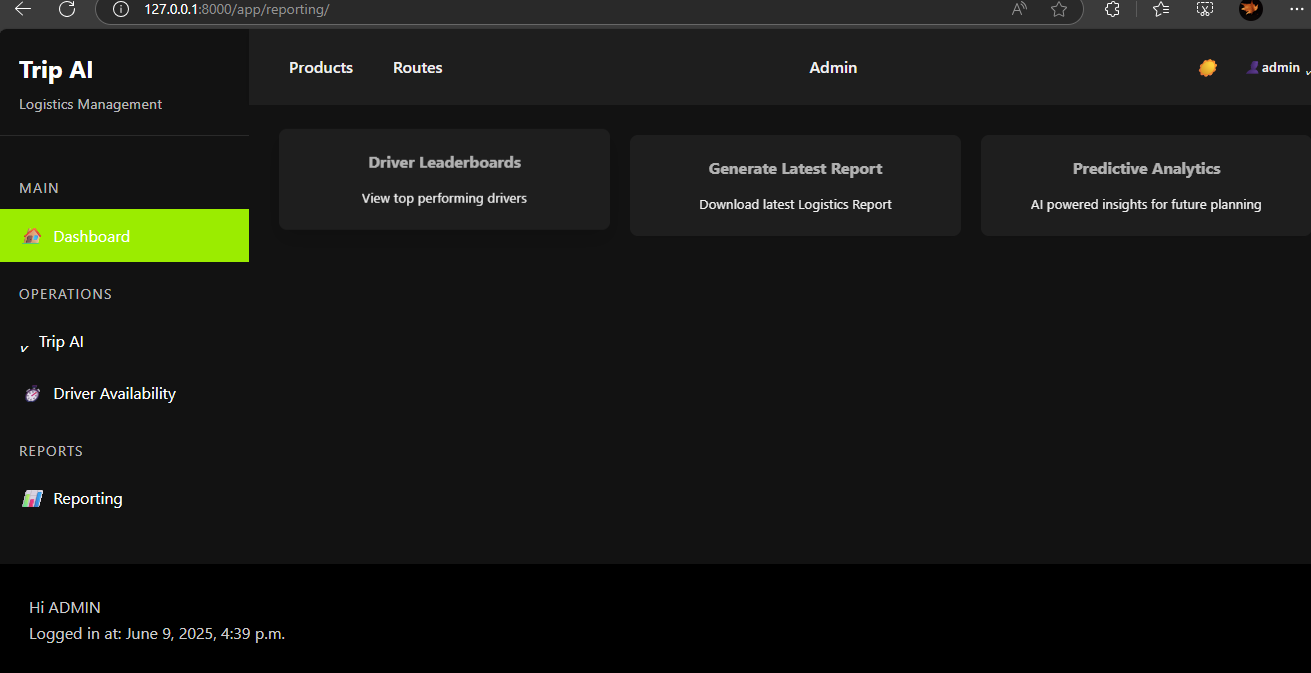 127.0.0.1:8000/app/reporting/
Trip AI
Logistics Management
Products
Routes
Admin
admin
MAIN
Dashboard
OPERATIONS
Trip AI
Driver Availability
REPORTS
Reporting
Driver Leaderboards
View top performing drivers
Generate Latest Report
Download latest Logistics Report
Predictive Analytics
AI powered insights for future planning
Hi ADMIN
Logged in at: June 9, 2025, 4:39 p.m.